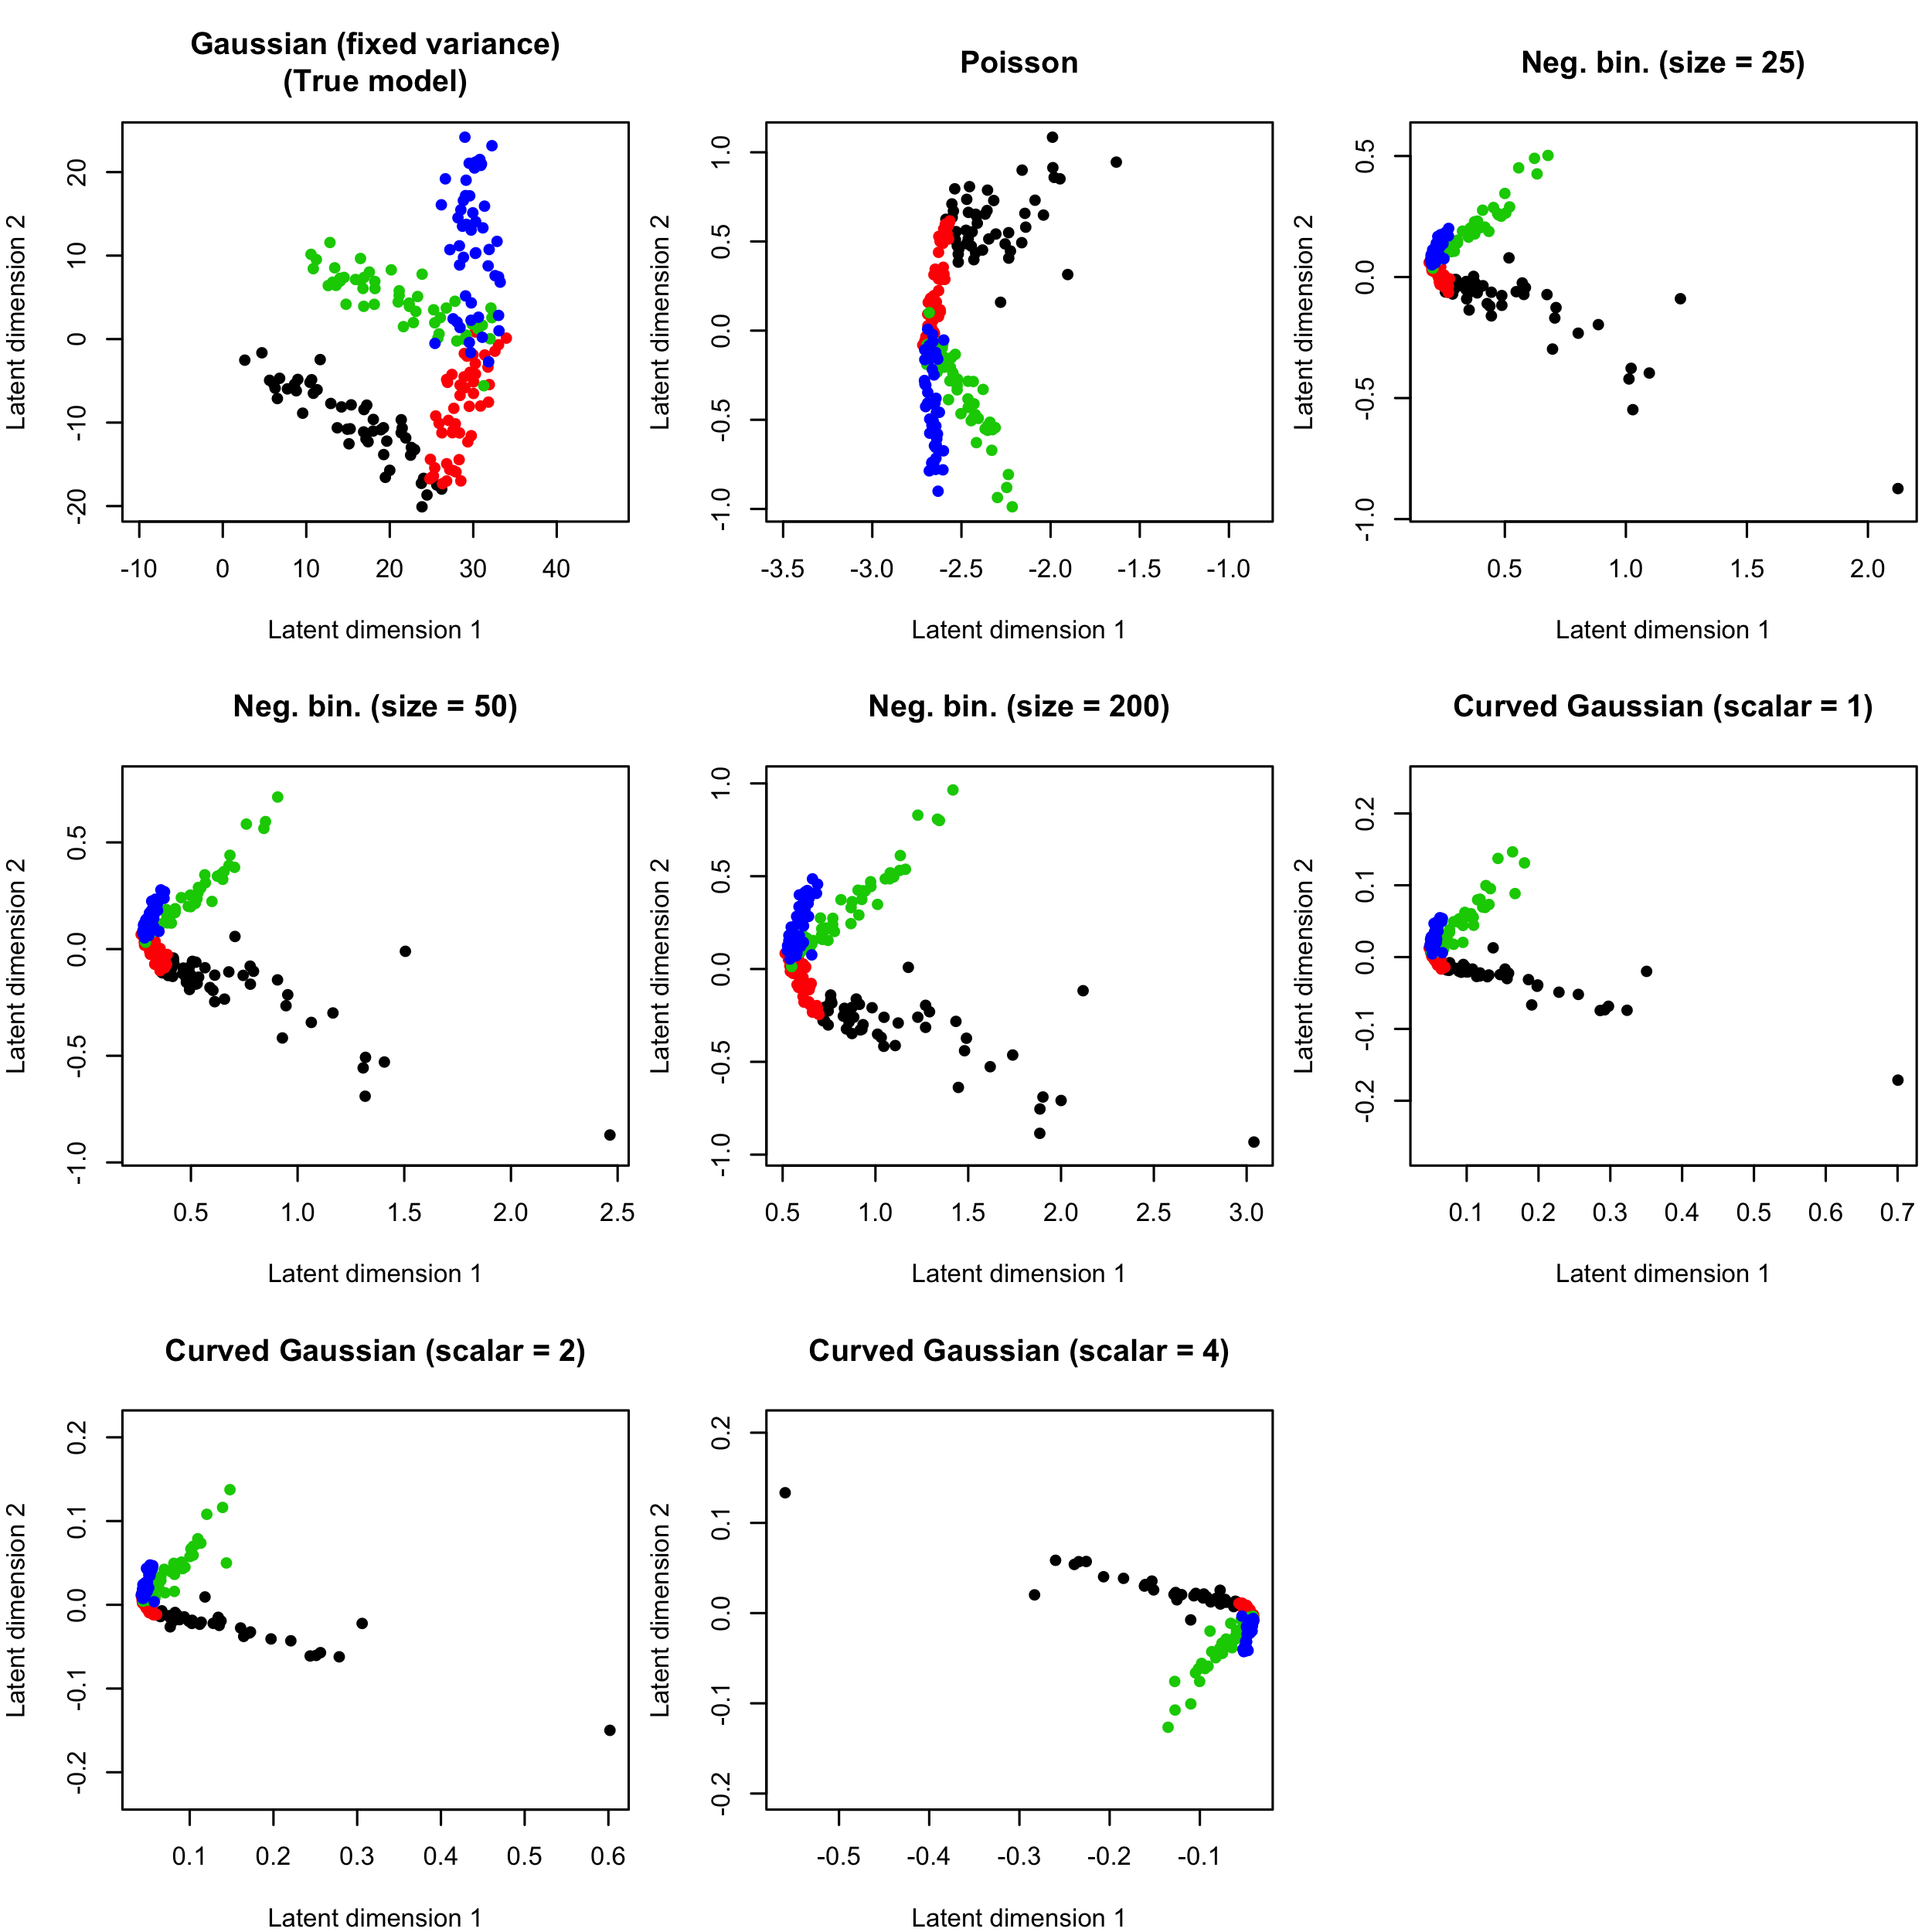 Gaussian (fixed variance)
(True model)
Latent dimension 2
20
10
0
-10
-20
-10 0 10 20 30 40
Latent dimension 1
Poisson
Latent dimension 2
1.0
0.5
0.0
-0.5
-1.0
-3.5 -3.0 -2.5 -2.0 -1.5 -1.0
Latent dimension 1
Neg. bin. (size = 25)
Latent dimension 2
0.5
0.0
-0.5
-1.0
0.5 1.0 1.5 2.0
Latent dimension 1
Neg. bin. (size = 50)
Latent dimension 2
0.5
0.0
-0.5
-1.0
0.5 1.0 1.5 2.0 2.5
Latent dimension 1
Neg. bin. (size = 200)
Latent dimension 2
1.0
0.5
0.0
-0.5
-1.0
0.5 1.0 1.5 2.0 2.5 3.0
Latent dimension 1
Curved Gaussian (scalar = 1)
Latent dimension 2
0.2
0.1
0.0
-0.1
-0.2
0.1 0.2 0.3 0.4 0.5 0.6 0.7
Latent dimension 1
Curved Gaussian (scalar = 2)
Latent dimension 2
0.2
0.1
0.0
-0.1
-0.2
0.1 0.2 0.3 0.4 0.5 0.6
Latent dimension 1
Curved Gaussian (scalar = 4)
Latent dimension 2
0.2
0.1
0.0
-0.1
-0.2
-0.5 -0.4 -0.3 -0.2 -0.1
Latent dimension 1